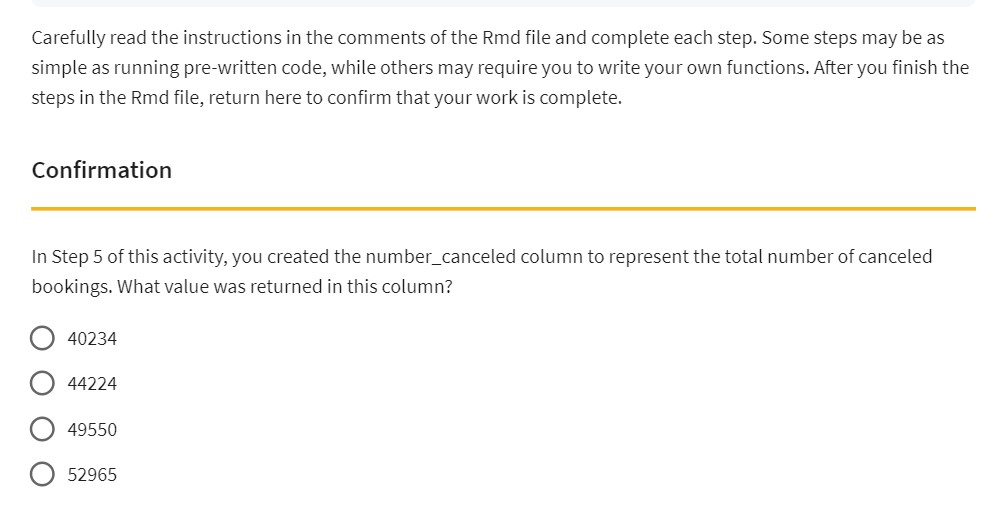 Carefully read the instructions in the comments of the Rmd file and complete each step. Some steps may be as
simple as running pre-written code, while others may require you to write your own functions. After you finish the
steps in the Rmd file, return here to confirm that your work is complete.
Confirmation
In Step 5 of this activity, you created the number_canceled column to represent the total number of canceled
bookings. What value was returned in this column?
40234
44224
49550
52965